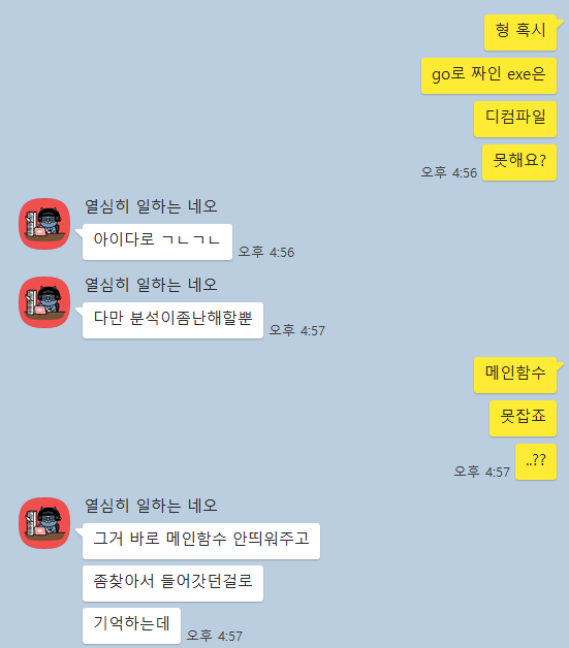 형 혹시
go로 짜인 exe은
디컴파일
못해요?
오후 4:56
열심히 일하는 네오
아이다로 ㄱㄴㄱㄴ
오후 4:56
열심히 일하는 네오
다만 분석이좀난해할뿐
오후 4:57
메인함수
못잡죠
..??
오후 4:57
열심히 일하는 네오
그거 바로 메인함수 안띄워주고
좀찾아서 들어갓던걸로
기억하는데
오후 4:57